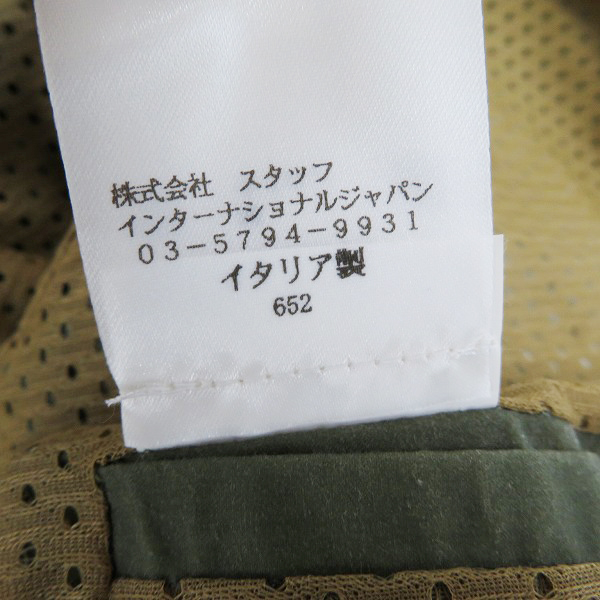 株式会社 スタッフ
インターナショナルジャパン
03-5794-9931
イタリア製
652